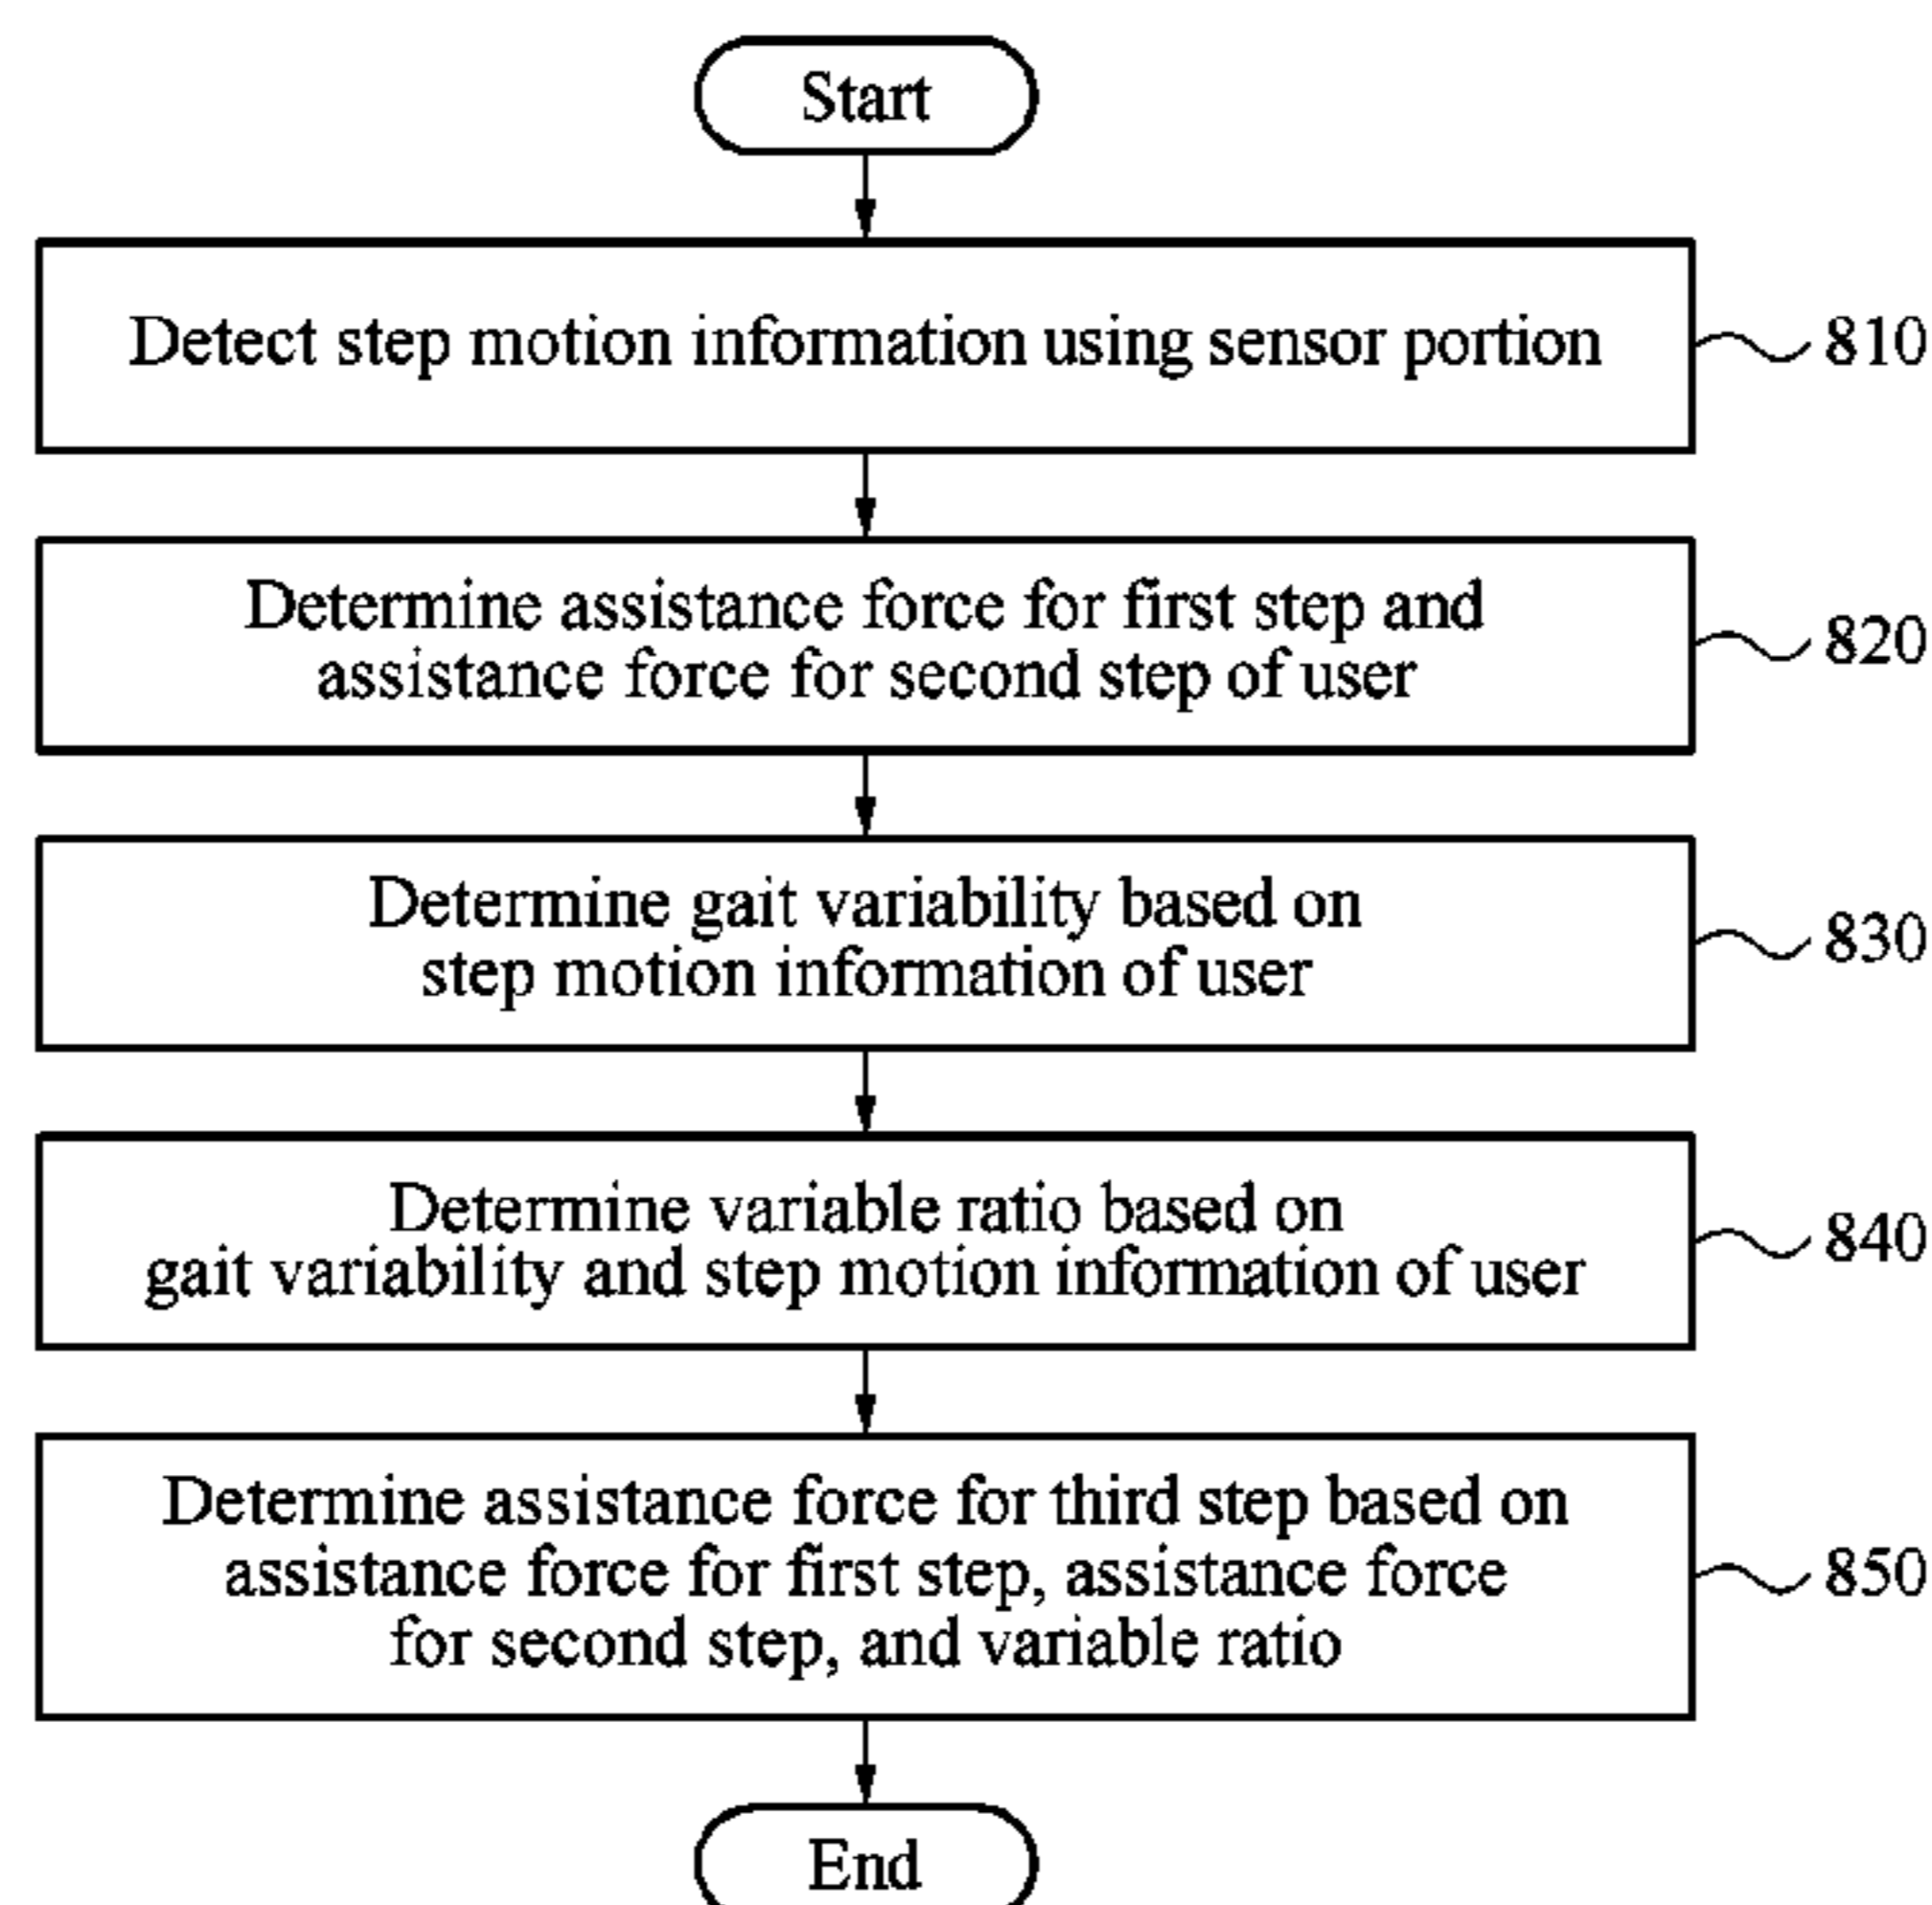 Start
Detect step motion information using sensor portion
810
Determine assistance force for first step and
assistance force for second step of user
820
Determine gait variability based on
step motion information of user
830
Determine variable ratio based on
gait variability and step motion information of user
840
Determine assistance force for third step based on
assistance force for first step, assistance force
for second step, and variable ratio
850
End